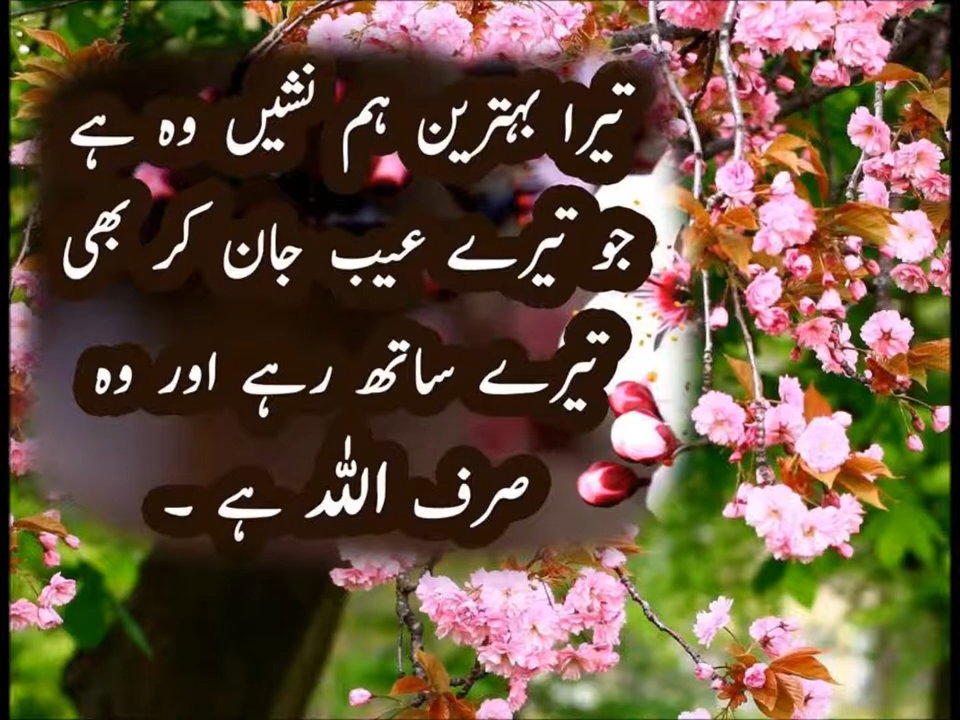 تیرا بہترین ہم نشیں وہ ہے
جو تیرے عیب جان کر بھی
تیرے ساتھ رہے اور وہ
صرف اللہ ہے ۔